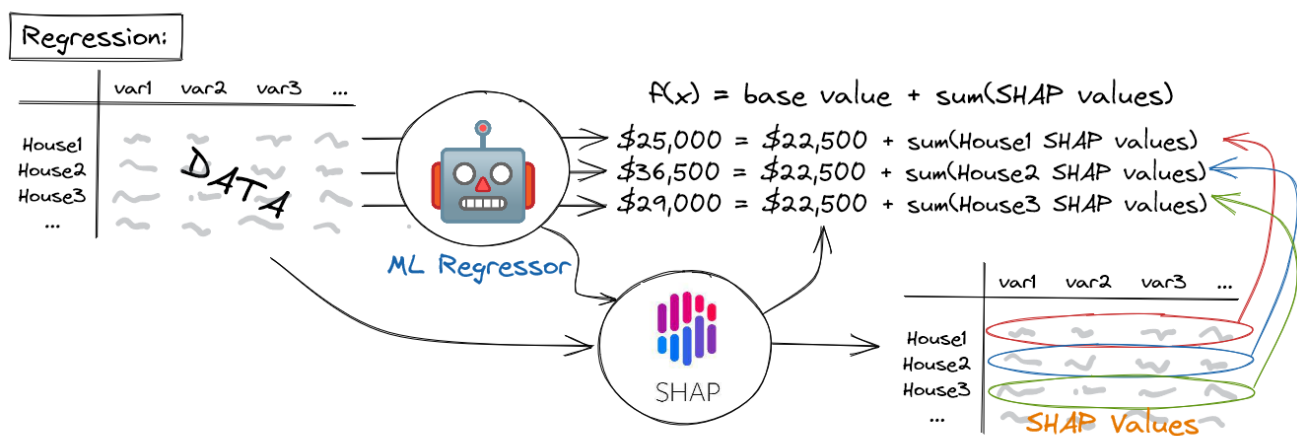 Regression:
var1 var2 var3 ...
House1
House2
House3
...
DATA
ML Regressor
f(x) = base value + sum(SHAP values)
$25,000 = $22,500 + sum(House1 SHAP values)
$36,500 = $22,500 + sum(House2 SHAP values)
$29,000 = $22,500 + sum(House3 SHAP values)
SHAP
var1 var2 var3 ...
House1
House2
House3
...
SHAP Values